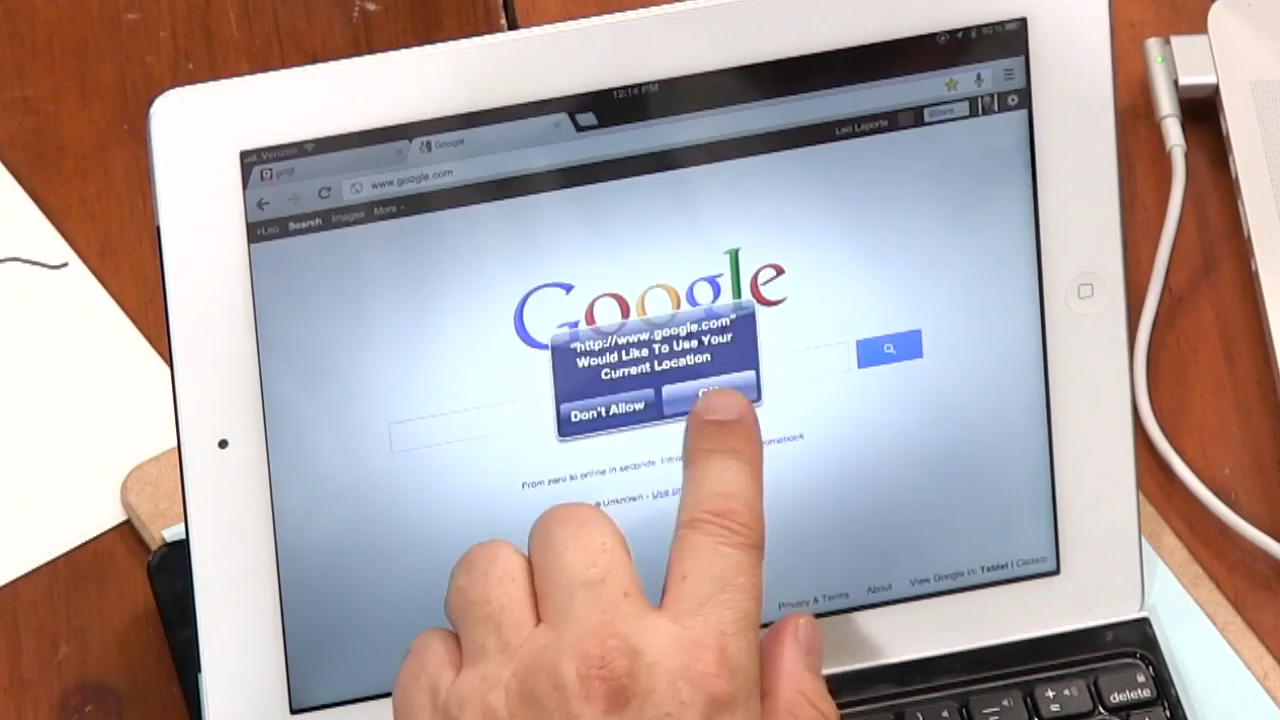 Verizon
12:14 PM
Google
www.google.com
+Leo Search Images More
Leo Laporte
Share...
Google
"http://www.google.com"
Would Like To Use Your
Current Location
Don't Allow
From zero to online in seconds.
Unknown -
Privacy & Terms About View Google in: Tablet | Classic
delete